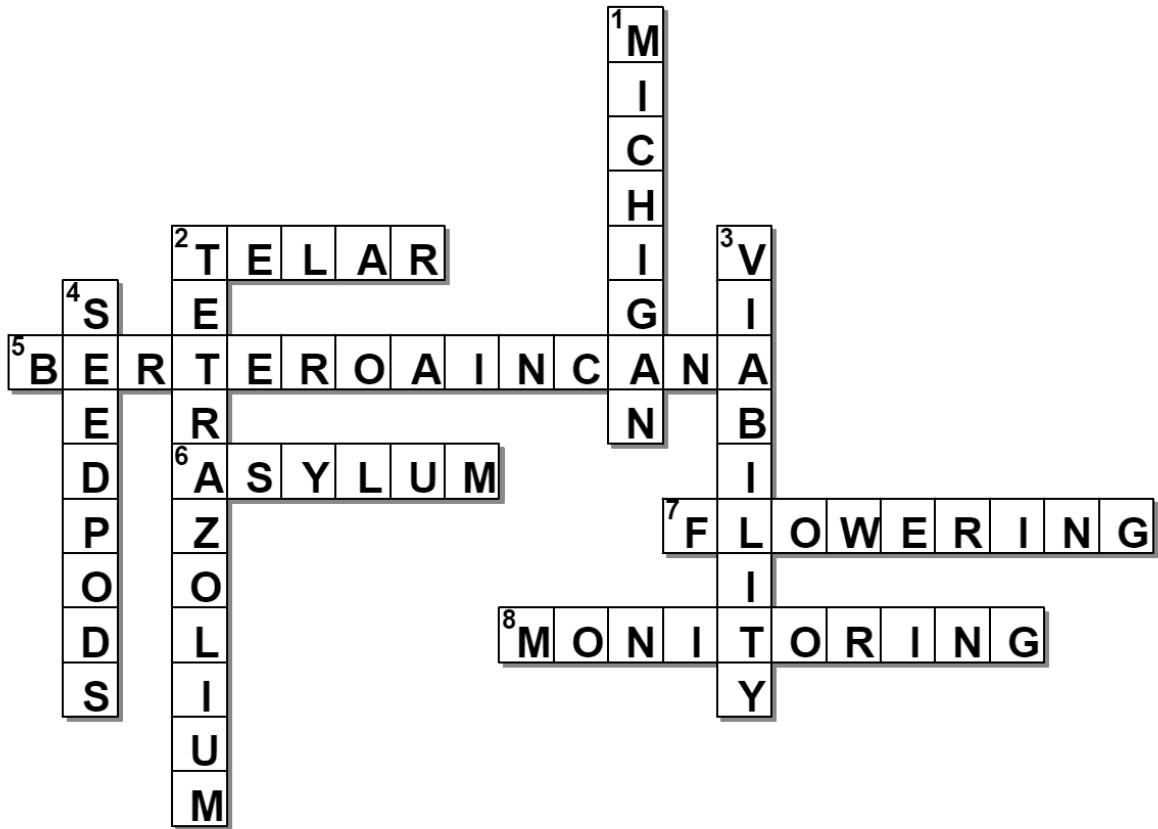 1 MICHIGAN
2 TELAR
2 TETRAZOLIUM
3 VIABILITY
4 SEEDPODS
5 BERTEROAINCANA
6 ASYLUM
7 FLOWERING
8 MONITORING